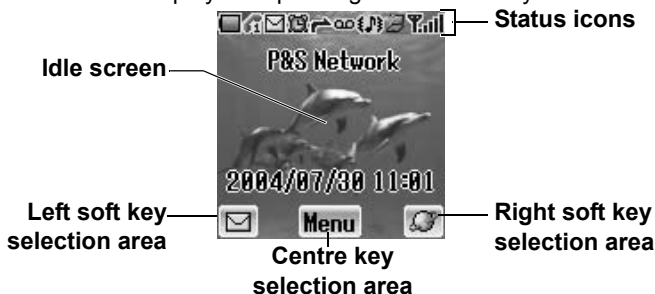 Status icons
P&S Network
Idle screen
2004/07/30 11:01
Left soft key
selection area
Menu
Right soft key
selection area
Centre key
selection area